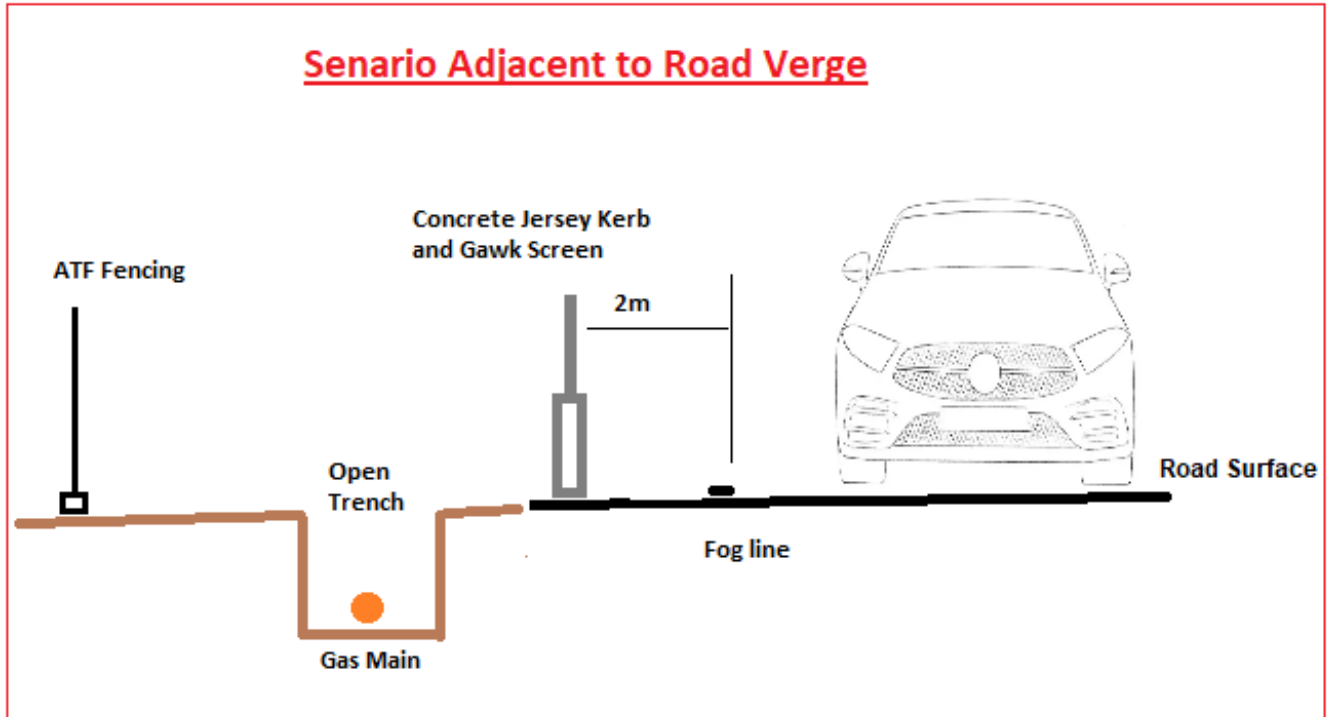 Senario Adjacent to Road Verge
Concrete Jersey Kerb
and Gawk Screen
ATF Fencing
2m
Open
Trench
Road Surface
Fog line
Gas Main